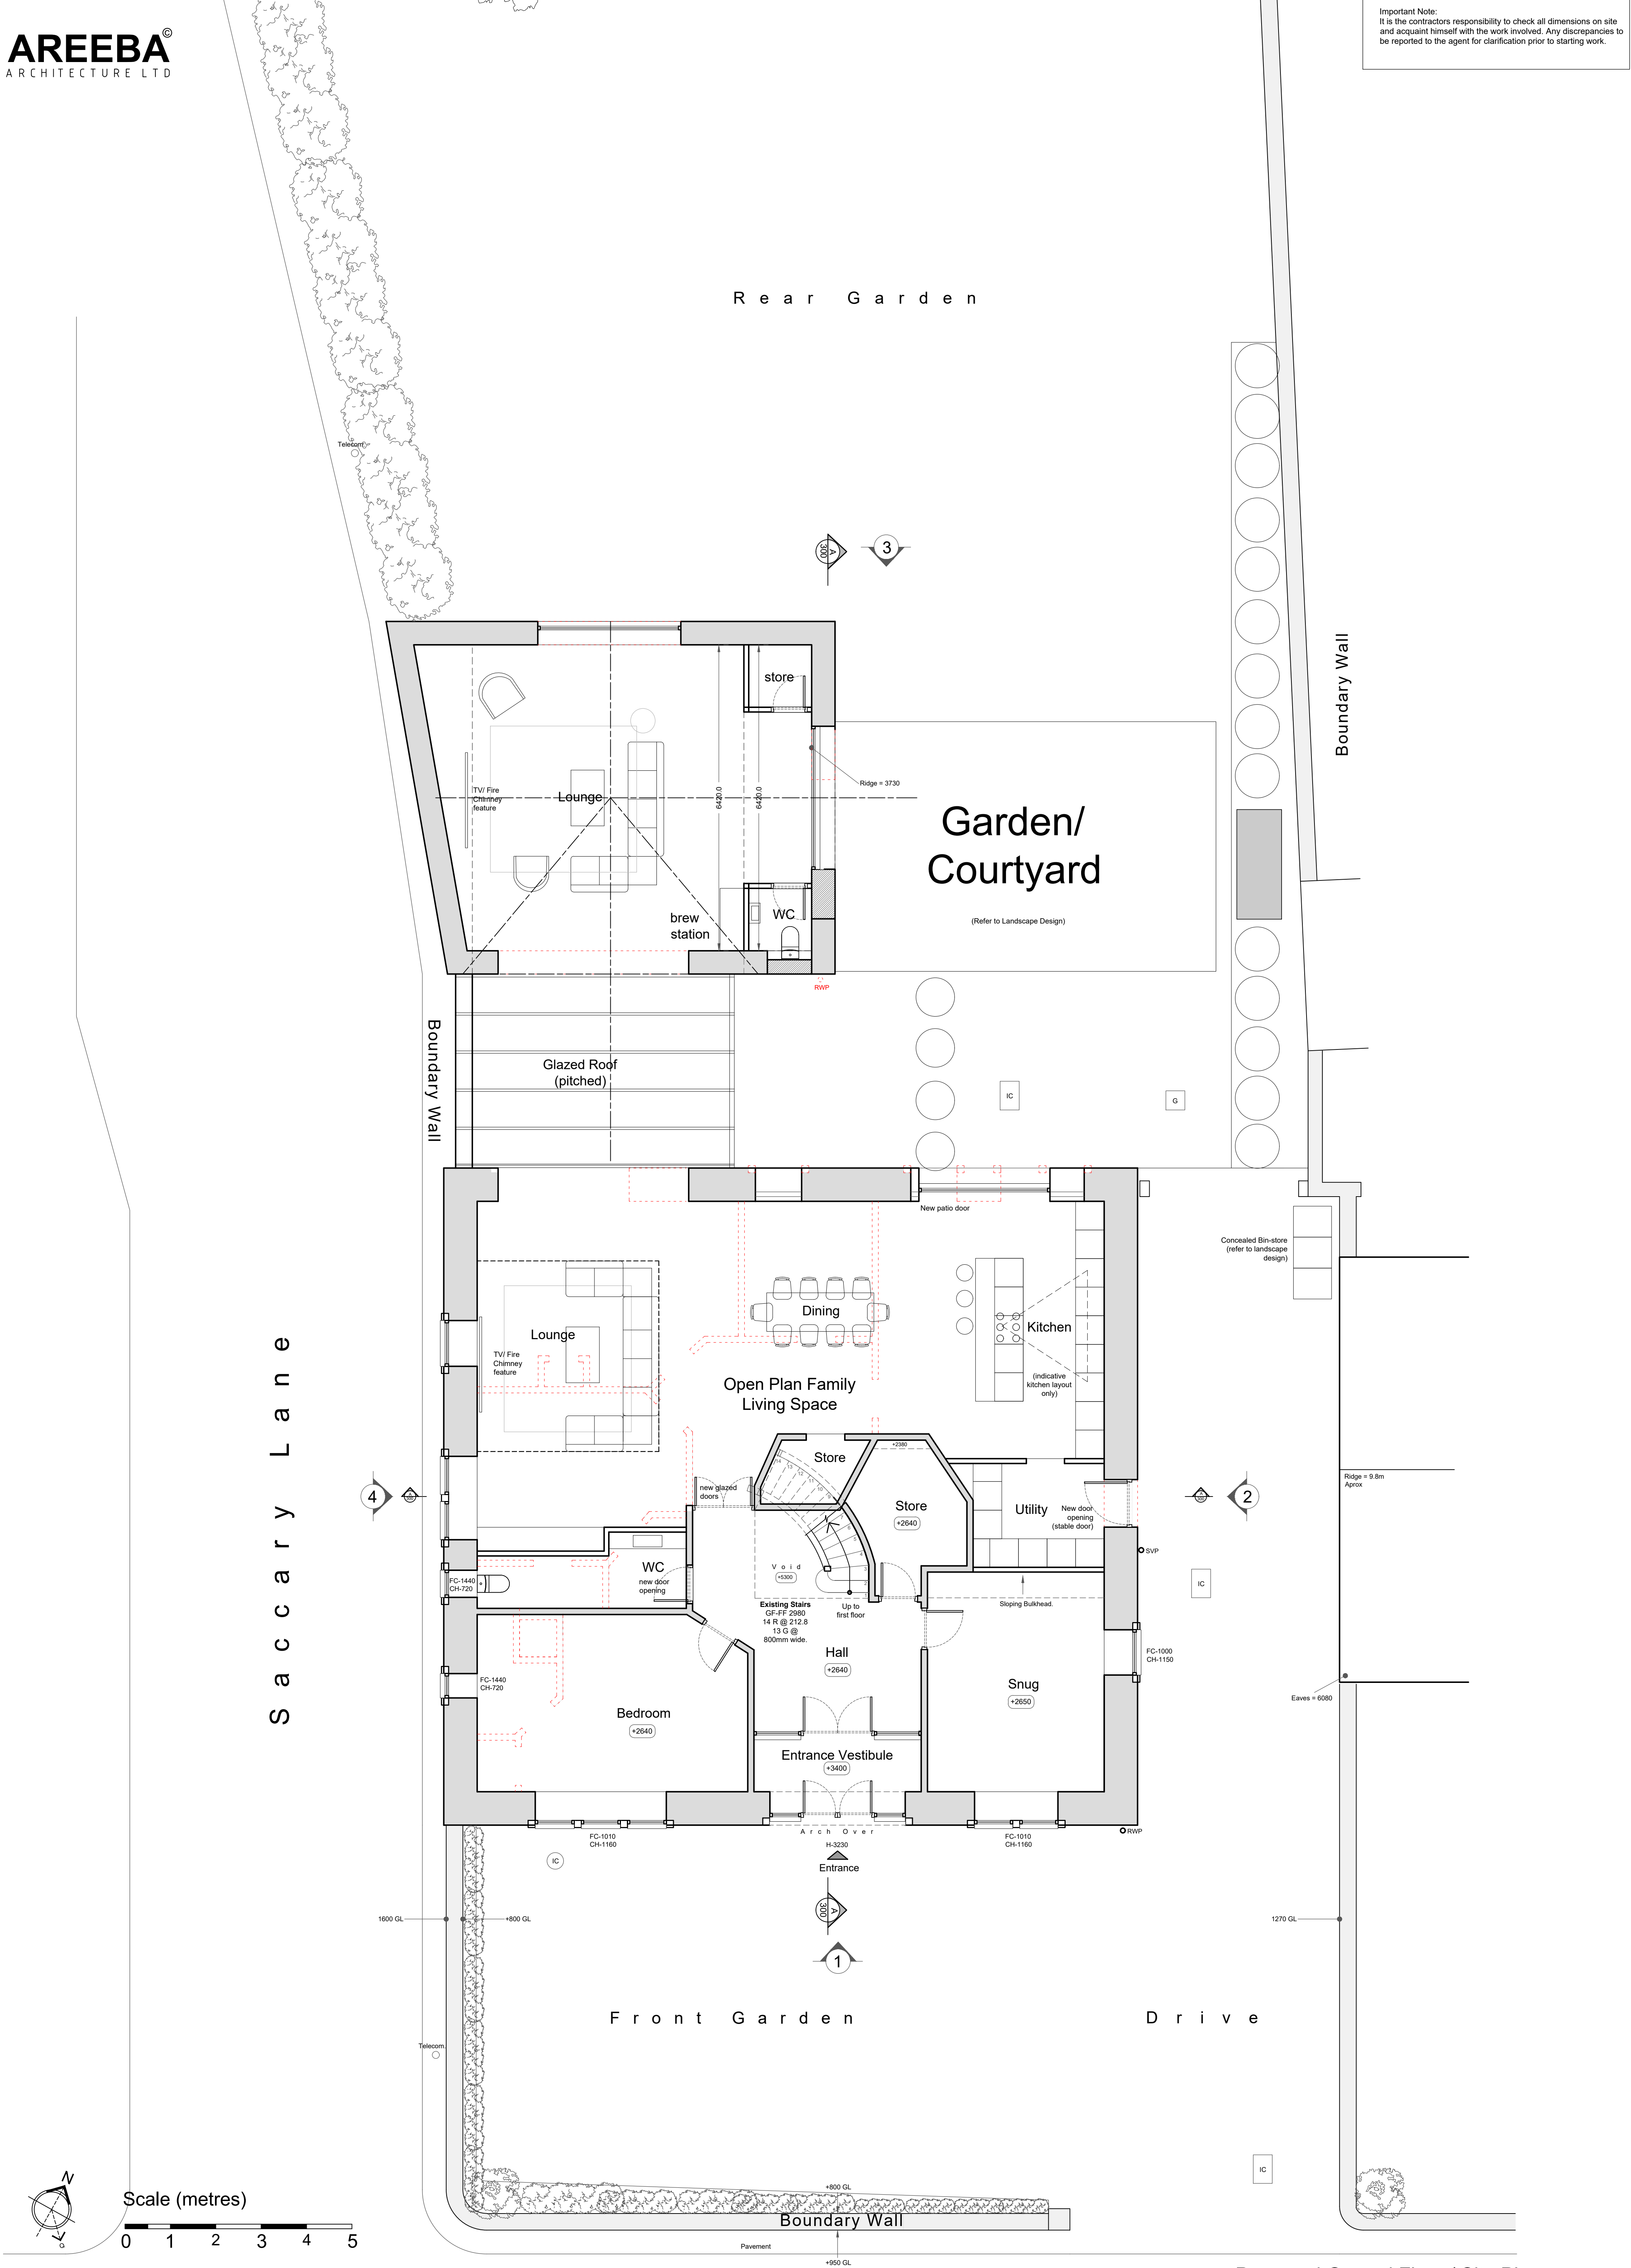 AREEBA©
ARCHITECTURE LTD
Important Note:
It is the contractors responsibility to check all dimensions on site
and acquaint himself with the work involved. Any discrepancies to
be reported to the agent for clarification prior to starting work.
Rear Garden
Telecom.
A
300
3
Boundary Wall
store
Ridge = 3730
TV/ Fire
Chimney
feature
Lounge
6420.0
6420.0
Garden/
Courtyard
(Refer to Landscape Design)
brew
station
WC
RWP
Boundary Wall
Glazed Roof
(pitched)
IC
G
New patio door
Concealed Bin-store
(refer to landscape
design)
Saccary Lane
Lounge
TV/ Fire
Chimney
feature
Dining
Kitchen
(indicative
kitchen layout
only)
Open Plan Family
Living Space
+2380
Store
14
13
12
11
10
9
Ridge = 9.8m
Aprox
4
new glazed
doors
Store
+2640
Utility
New door
opening
(stable door)
2
SVP
WC
new door
opening
FC-1440
CH-720
Void
+5300
IC
Existing Stairs
GF-FF 2980
14 R @ 212.8
13 G @
800mm wide.
Up to
first floor
Sloping Bulkhead.
Hall
+2640
FC-1000
CH-1150
FC-1440
CH-720
Snug
+2650
Eaves = 6080
Bedroom
+2640
Entrance Vestibule
+3400
Arch Over
RWP
FC-1010
CH-1160
H-3230
FC-1010
CH-1160
IC
Entrance
A
300
1600 GL
+800 GL
1270 GL
1
Front Garden
Drive
Telecom.
IC
N
Scale (metres)
0 1 2 3 4 5
+800 GL
Boundary Wall
Pavement
+950 GL